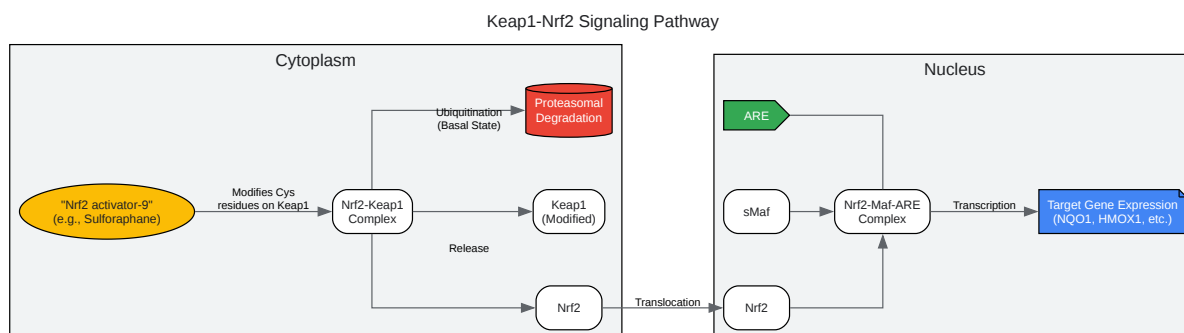 Keap1-Nrf2 Signaling Pathway
Cytoplasm
Nucleus
Ubiquitination
(Basal State)
Proteasomal
Degradation
ARE
"Nrf2 activator-9"
(e.g., Sulforaphane)
Modifies Cys
residues on Keap1
Nrf2-Keap1
Complex
Keap1
(Modified)
sMaf
Nrf2-Maf-ARE
Complex
Transcription
Target Gene Expression
(NQO1, HMOX1, etc.)
Release
Nrf2
Translocation
Nrf2